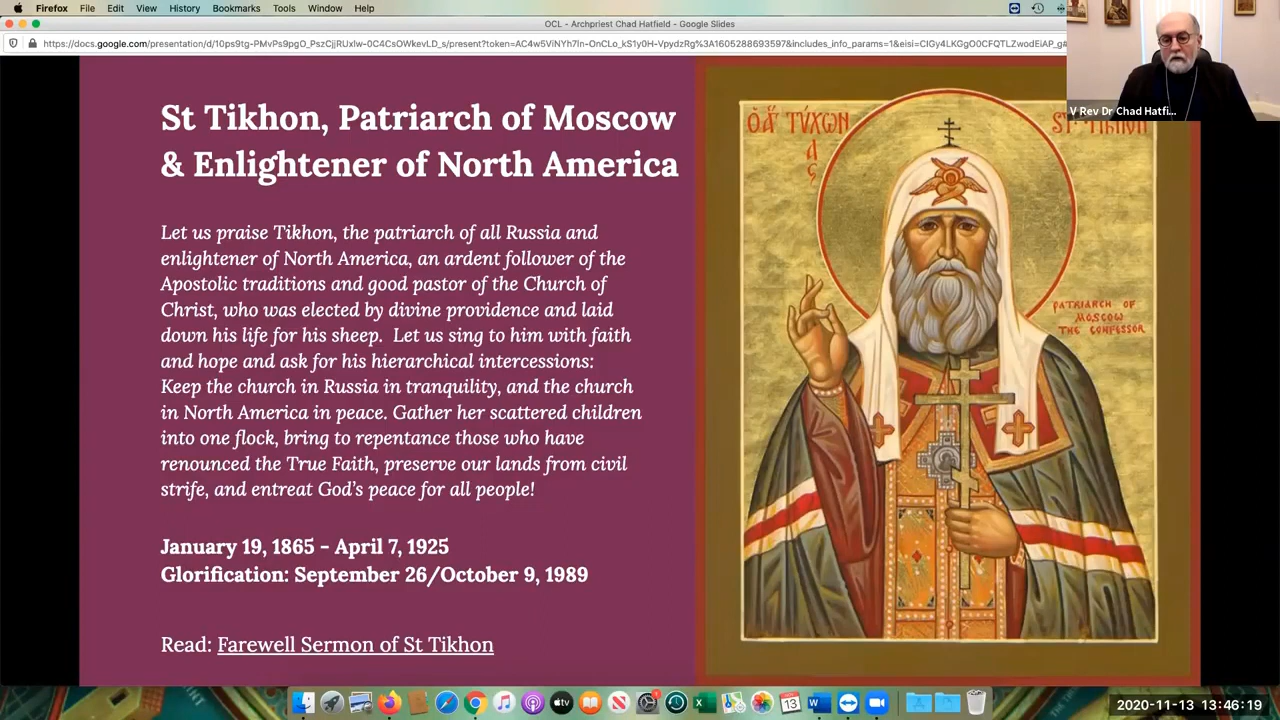 Firefox File Edit View History Bookmarks Tools Window Help
OCL - Archpriest Chad Hatfield - Google Slides
V Rev Dr Chad Hatfi...
St Tikhon, Patriarch of Moscow
& Enlightener of North America
Let us praise Tikhon, the patriarch of all Russia and
enlightener of North America, an ardent follower of the
Apostolic traditions and good pastor of the Church of
Christ, who was elected by divine providence and laid
down his life for his sheep. Let us sing to him with faith
and hope and ask for his hierarchical intercessions:
Keep the church in Russia in tranquility, and the church
in North America in peace. Gather her scattered children
into one flock, bring to repentance those who have
renounced the True Faith, preserve our lands from civil
strife, and entreat God's peace for all people!
January 19, 1865 - April 7, 1925
Glorification: September 26/October 9, 1989
Read: Farewell Sermon of St Tikhon
ST. TIKHON
PATRIARCH OF
MOSCOW
THE CONFESSOR
NOV
13
tv
2020-11-13 13:46:19